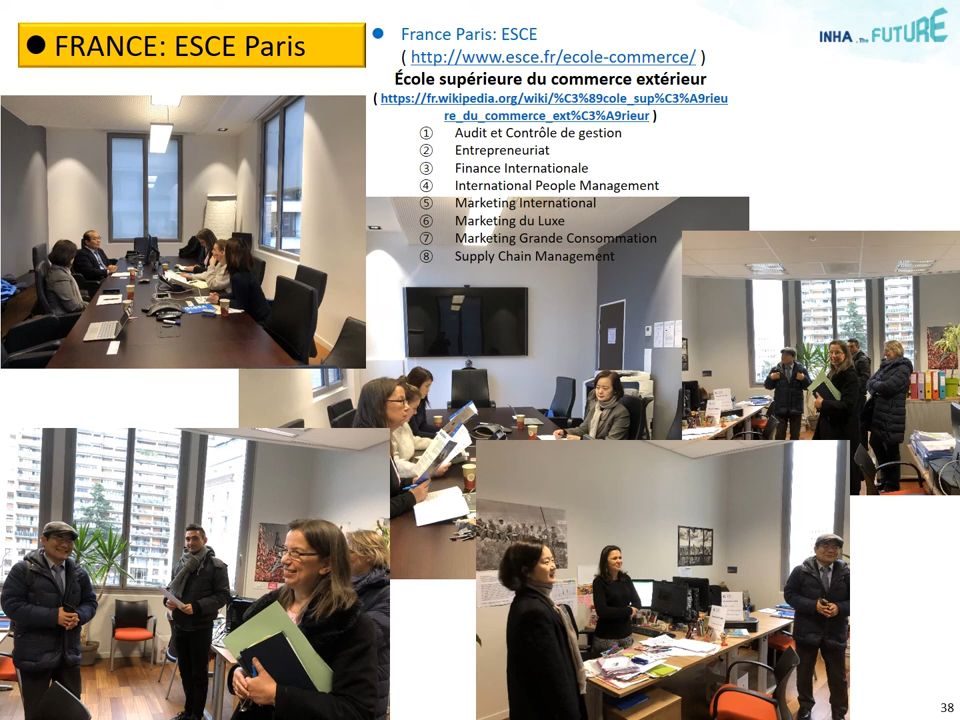 ● FRANCE: ESCE Paris
● France Paris: ESCE
( http://www.esce.fr/ecole-commerce/ )
École supérieure du commerce extérieur
( https://fr.wikipedia.org/wiki/%C3%89cole_sup%C3%A9rieu
re_du_commerce_ext%C3%A9rieur )
① Audit et Contrôle de gestion
② Entrepreneuriat
③ Finance Internationale
④ International People Management
⑤ Marketing International
⑥ Marketing du Luxe
⑦ Marketing Grande Consommation
⑧ Supply Chain Management
INHA, The FUTURE
38